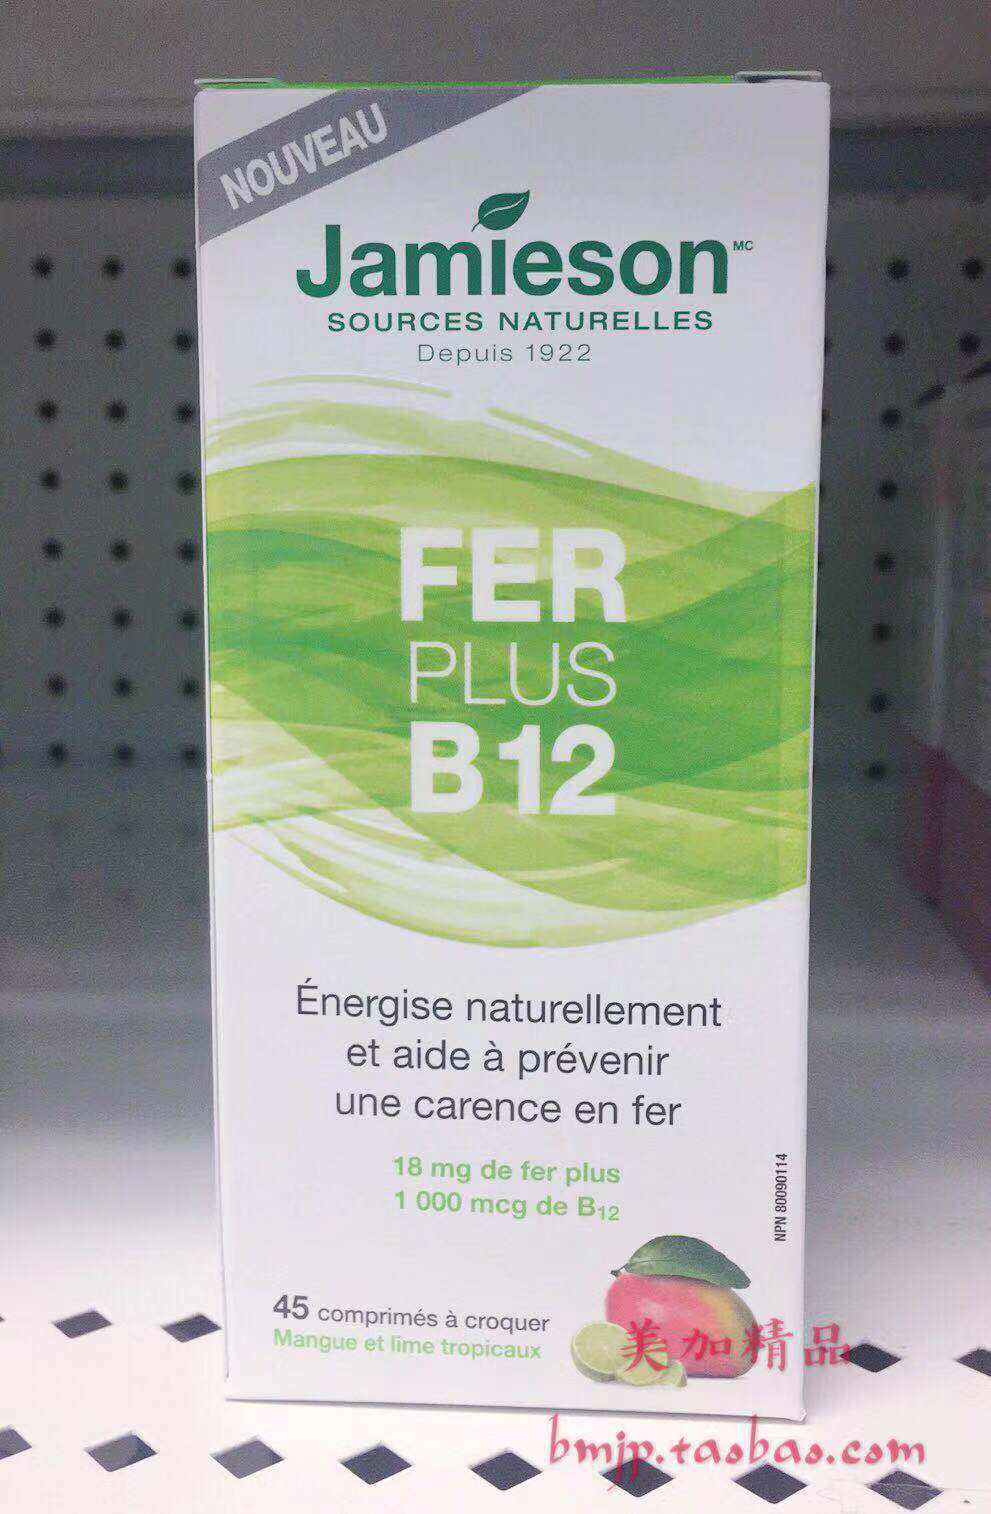 NOUVEAU
Jamieson MC
SOURCES NATURELLES
Depuis 1922
FER
PLUS
B12
Énergise naturellement
et aide à prévenir
une carence en fer
18 mg de fer plus
1 000 mcg de B12
NPN 80090114
45 comprimés à croquer
Mangue et lime tropicaux
美加精品
bmjp.taobao.com